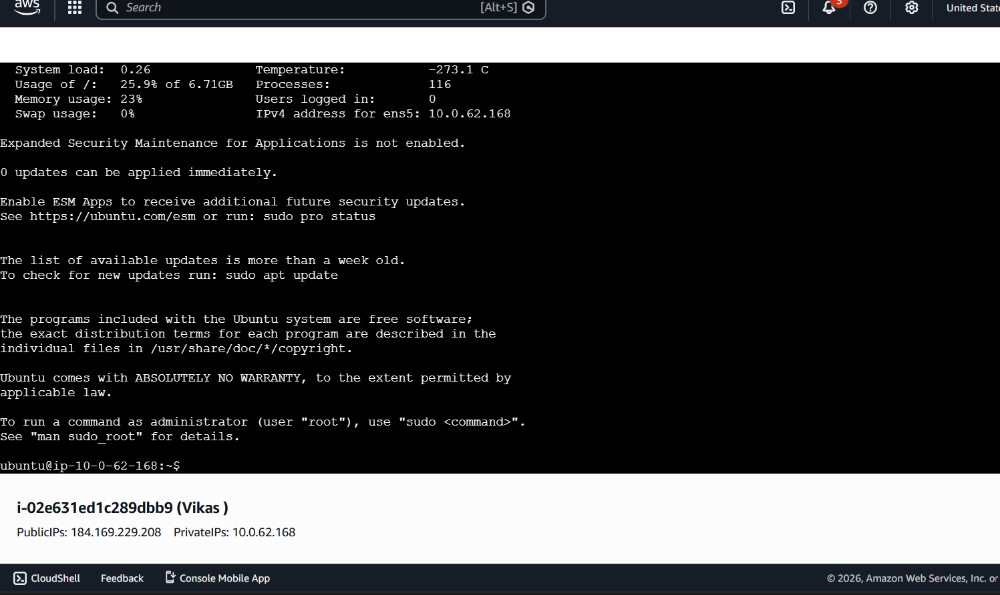 aws
Search [Alt+S]
3
United Stat
System load: 0.26 Temperature: -273.1 C
Usage of /: 25.9% of 6.71GB Processes: 116
Memory usage: 23% Users logged in: 0
Swap usage: 0% IPv4 address for ens5: 10.0.62.168
Expanded Security Maintenance for Applications is not enabled.
0 updates can be applied immediately.
Enable ESM Apps to receive additional future security updates.
See https://ubuntu.com/esm or run: sudo pro status
The list of available updates is more than a week old.
To check for new updates run: sudo apt update
The programs included with the Ubuntu system are free software;
the exact distribution terms for each program are described in the
individual files in /usr/share/doc/*/copyright.
Ubuntu comes with ABSOLUTELY NO WARRANTY, to the extent permitted by
applicable law.
To run a command as administrator (user "root"), use "sudo <command>".
See "man sudo_root" for details.
ubuntu@ip-10-0-62-168:~$
i-02e631ed1c289dbb9 (Vikas )
PublicIPs: 184.169.229.208 PrivateIPs: 10.0.62.168
CloudShell Feedback Console Mobile App © 2026, Amazon Web Services, Inc. or